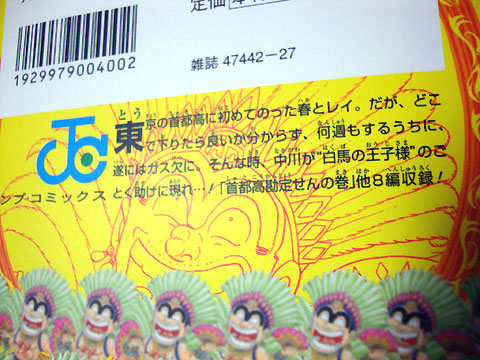 定価
1929979004002
雑誌 47442-27
東京の首都高に初めてのった春とレイ。だが、どこ
で下りたら良いか分からず、何週もするうちに、
遂にはガス欠に。そんな時、中川が“白馬の王子様”のご
とく助けに現れ…!「首都高勘定せんの巻」他8編収録!
ンプ・コミックス